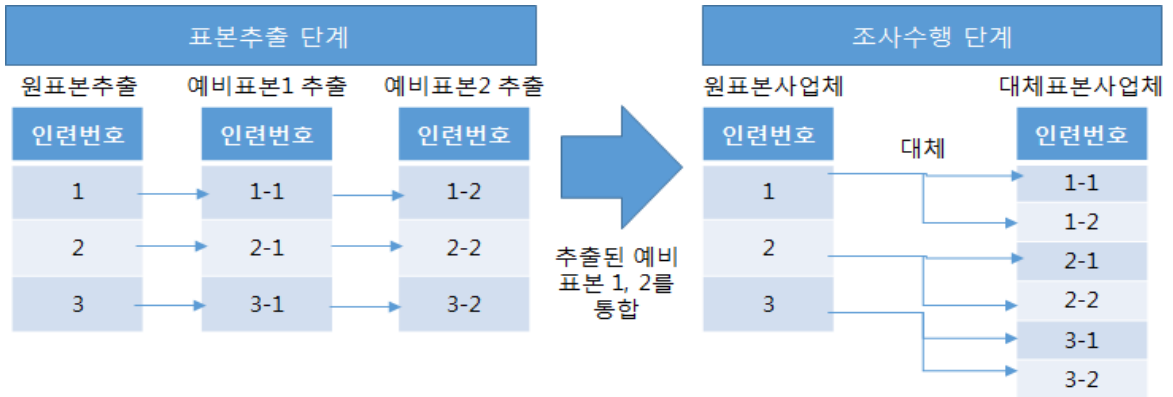 표본추출 단계
원표본추출 예비표본1 추출 예비표본2 추출
인련번호 인련번호 인련번호
1 1-1 1-2
2 2-1 2-2
3 3-1 3-2
추출된 예비
표본 1, 2를
통합
조사수행 단계
원표본사업체 대체표본사업체
인련번호 대체 인련번호
1
2
3
1-1
1-2
2-1
2-2
3-1
3-2